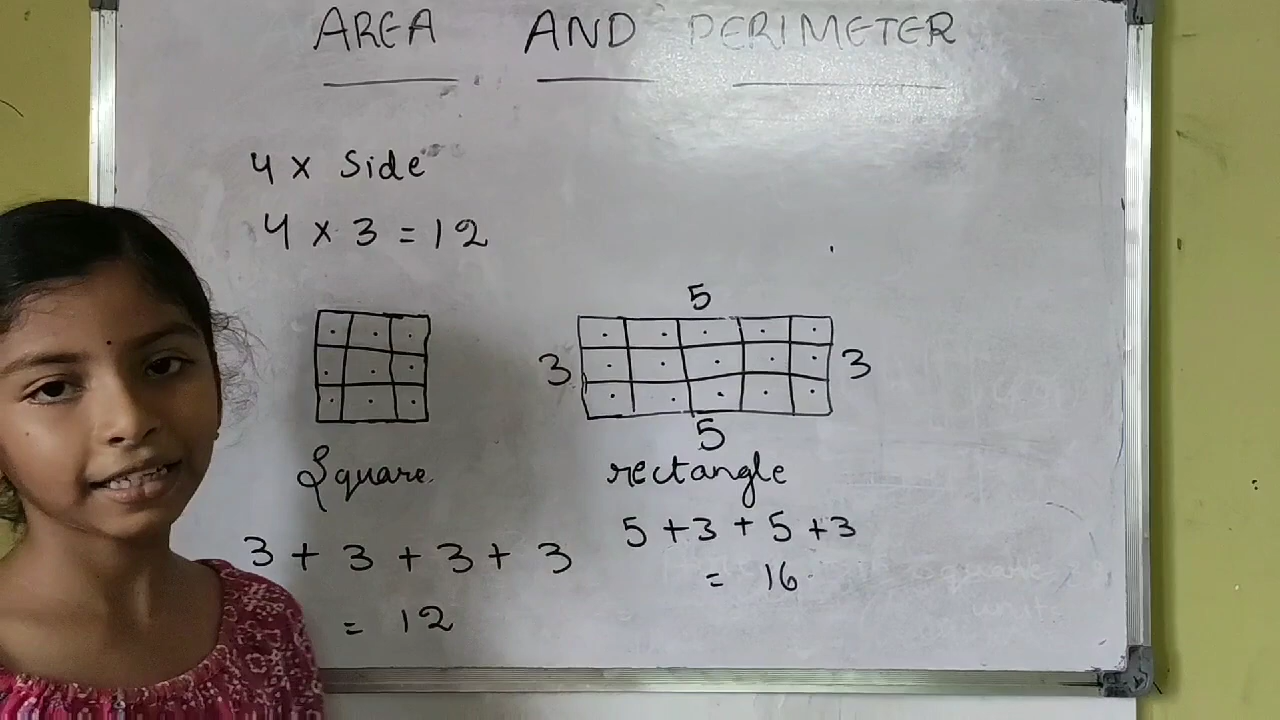 AREA AND PERIMETER
4 × Side
4 × 3 = 12
5
3 3
5
Square
rectangle
3 + 3 + 3 + 3
= 12
5 + 3 + 5 + 3
= 16